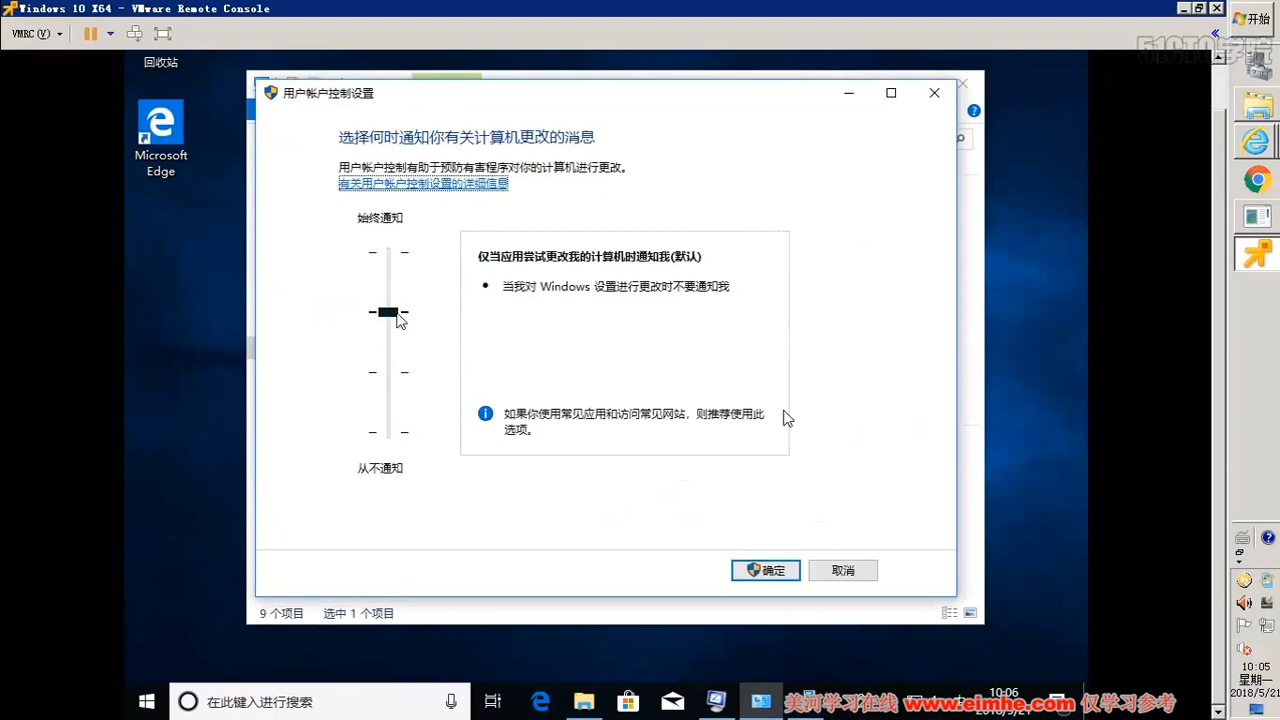 Windows 10 X64 - VMware Remote Console
VMRC (V)
开始
51CTO学院
回收站
Microsoft
Edge
用户帐户控制设置
选择何时通知你有关计算机更改的消息
用户帐户控制有助于预防有害程序对你的计算机进行更改。
有关用户帐户控制设置的详细信息
始终通知
仅当应用尝试更改我的计算机时通知我(默认)
当我对 Windows 设置进行更改时不要通知我
如果你使用常见应用和访问常见网站，则推荐使用此
选项。
从不通知
确定
取消
9 个项目
选中 1 个项目
在此键入进行搜索
10:06
美河学习在线 www.eimhe.com 仅学习参考
10:05
星期一
2018/5/21